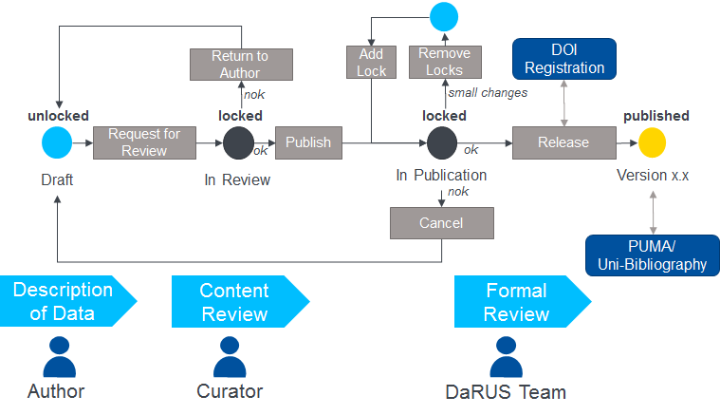 Return to
Author
Add
Lock
Remove
Locks
DOI
Registration
nok
small changes
unlocked
locked
locked
published
Request for
Review
ok
Publish
ok
Release
Draft
In Review
In Publication
Version x.x
nok
Cancel
PUMA/
Uni-Bibliography
Description
of Data
Content
Review
Formal
Review
Author
Curator
DaRUS Team